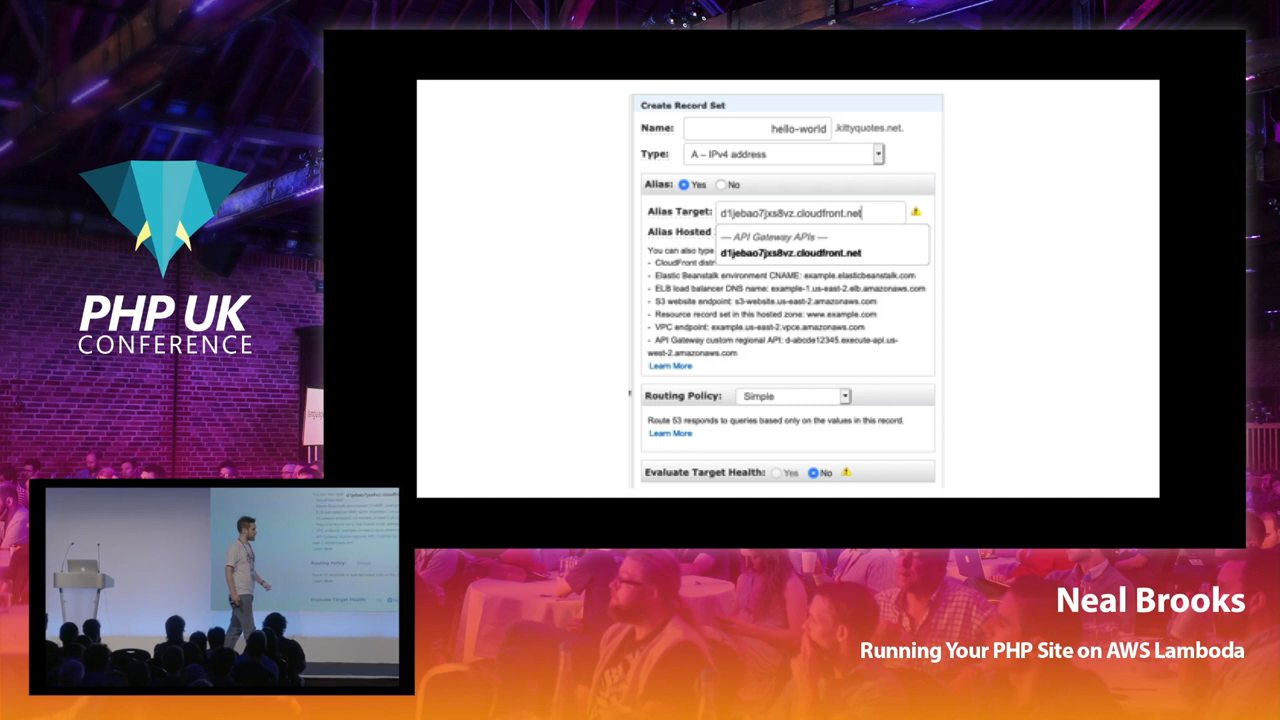 PHP UK
CONFERENCE
Create Record Set
Name: hello-world .kittyquotes.net.
Type: A – IPv4 address
Alias: Yes No
Alias Target: d1jebao7jxs8vz.cloudfront.net
Alias Hosted
— API Gateway APIs —
d1jebao7jxs8vz.cloudfront.net
You can also type
- CloudFront distr
- Elastic Beanstalk environment CNAME: example.elasticbeanstalk.com
- ELB load balancer DNS name: example-1.us-east-2.elb.amazonaws.com
- S3 website endpoint: s3-website.us-east-2.amazonaws.com
- Resource record set in this hosted zone: www.example.com
- VPC endpoint: example.us-east-2.vpce.amazonaws.com
- API Gateway custom regional API: d-abcde12345.execute-api.us-
west-2.amazonaws.com
Learn More
Routing Policy: Simple
Route 53 responds to queries based only on the values in this record.
Learn More
Evaluate Target Health: Yes No
Routing Policy:
Evaluate Target Health:
Neal Brooks
Running Your PHP Site on AWS Lamboda